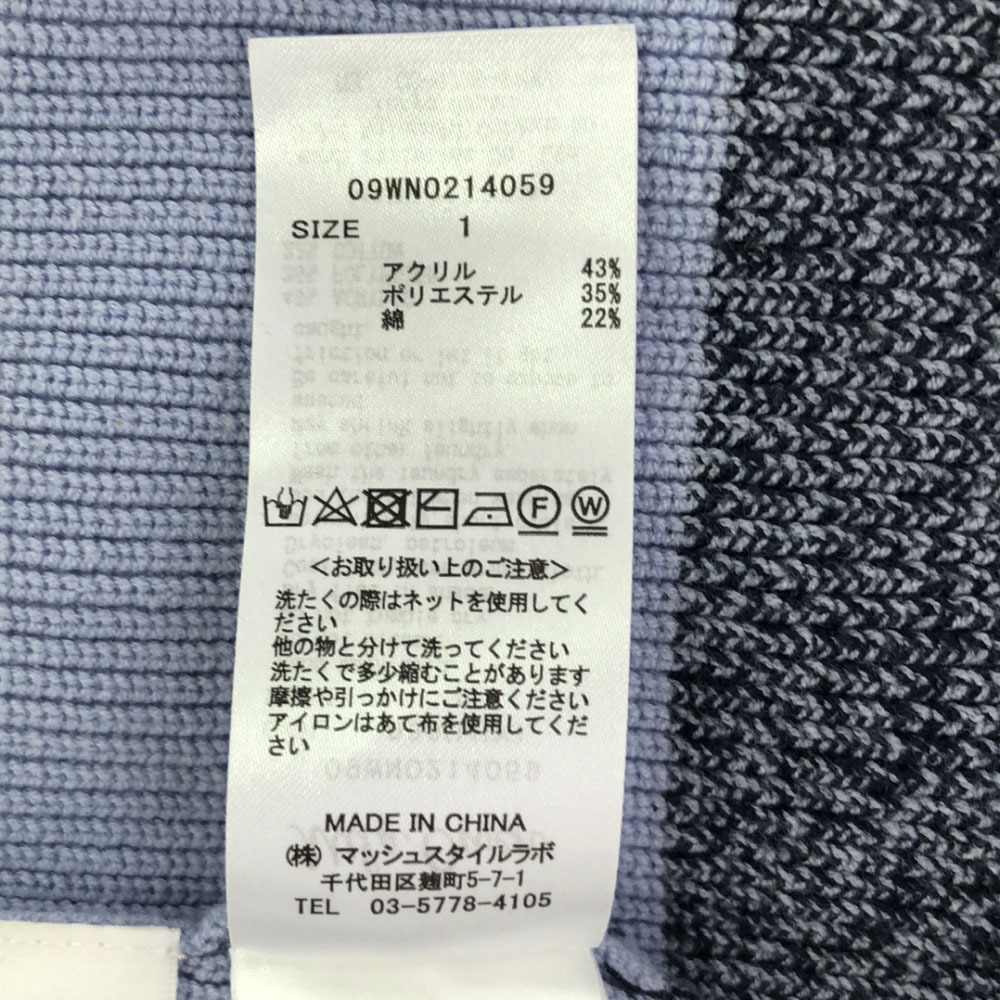 09WNO214059
SIZE 1
アクリル 43%
ポリエステル 35%
綿 22%
F W
＜お取り扱い上のご注意＞
洗たくの際はネットを使用してく
ださい
他の物と分けて洗ってください
洗たくで多少縮むことがあります
摩擦や引っかけにご注意ください
アイロンはあて布を使用してくだ
さい
MADE IN CHINA
(株) マッシュスタイルラボ
千代田区麹町5-7-1
TEL 03-5778-4105